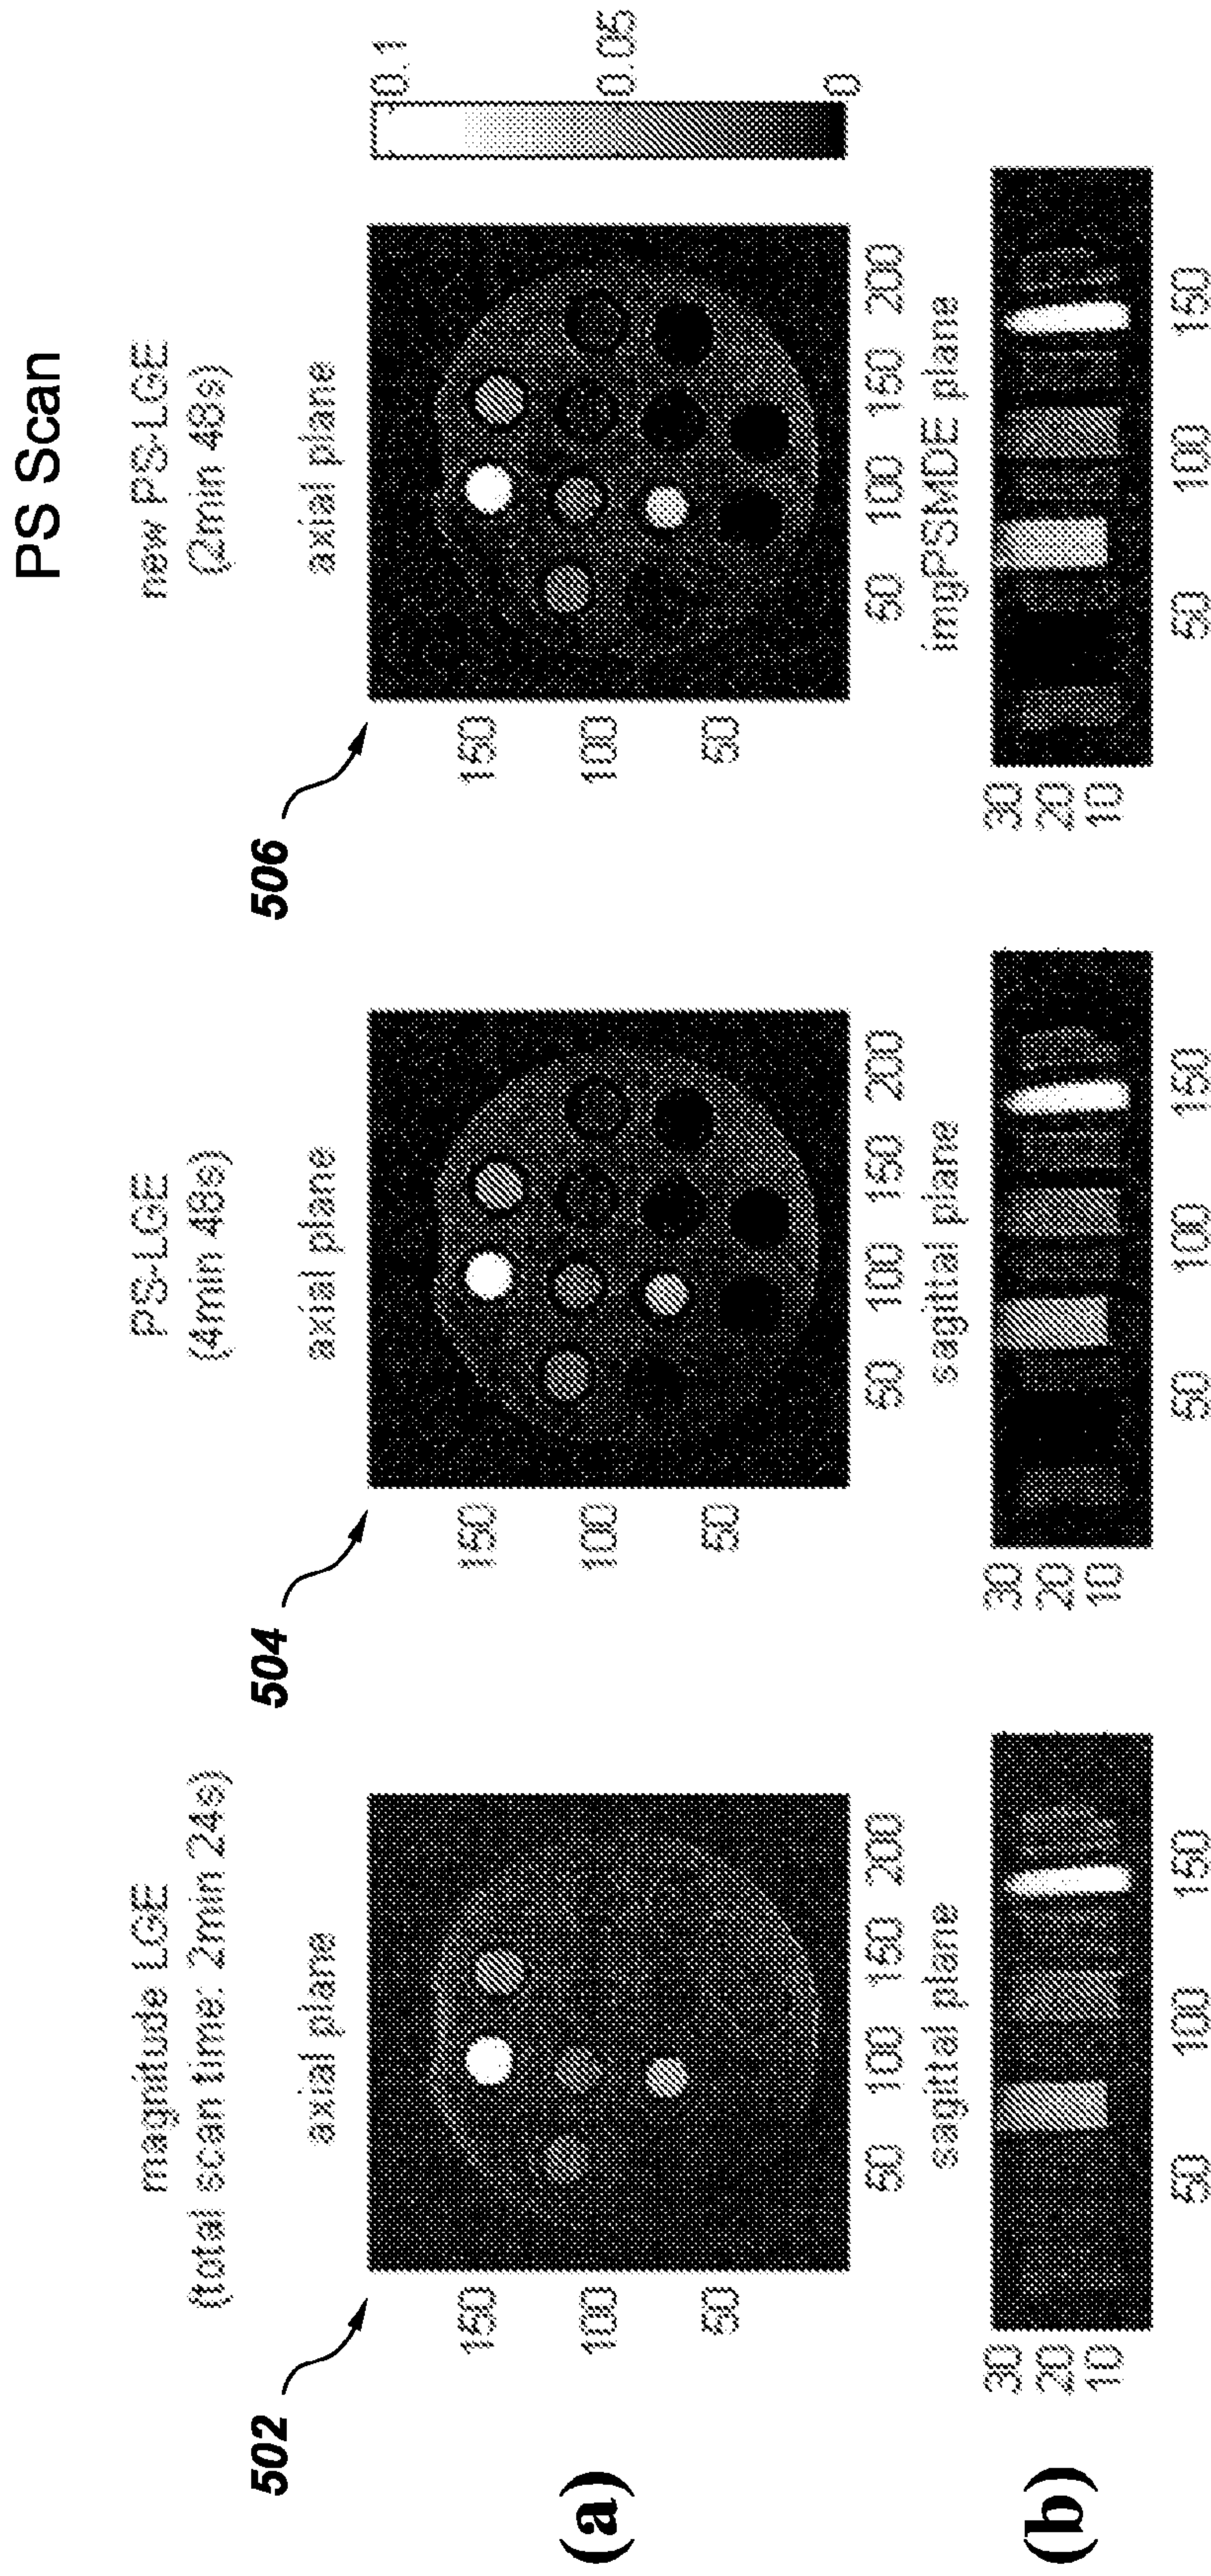 PS Scan
magnitude LGE
(total scan time: 2min 24s)
PS-LGE
(4min 48s)
new PS-LGE
(2min 48s)
502
504
506
axial plane
axial plane
axial plane
(a)
150
100
50
50 100 150 200
150
100
50
50 100 150 200
150
100
50
50 100 150 200
0.1
0.05
0
sagittal plane
sagittal plane
imgPSMDE plane
(b)
30
20
10
50 100 150
30
20
10
50 100 150
30
20
10
50 100 150